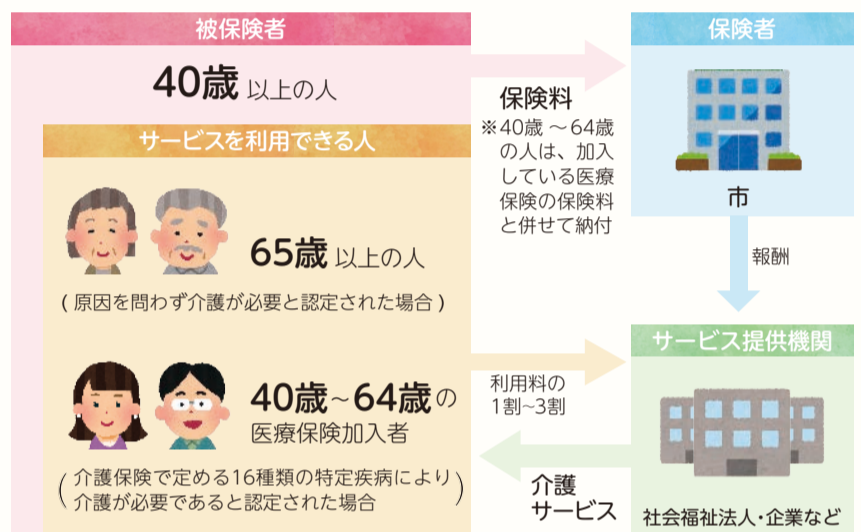 被保険者
40歳 以上の人
サービスを利用できる人
65歳 以上の人
( 原因を問わず介護が必要と認定された場合 )
40歳～64歳の
医療保険加入者
( 介護保険で定める16種類の特定疾病により
介護が必要であると認定された場合 )
保険料
※40歳～64歳
の人は、加入
している医療
保険の保険料
と併せて納付
保険者
市
報酬
サービス提供機関
利用料の
1割~3割
介護
サービス
社会福祉法人・企業など